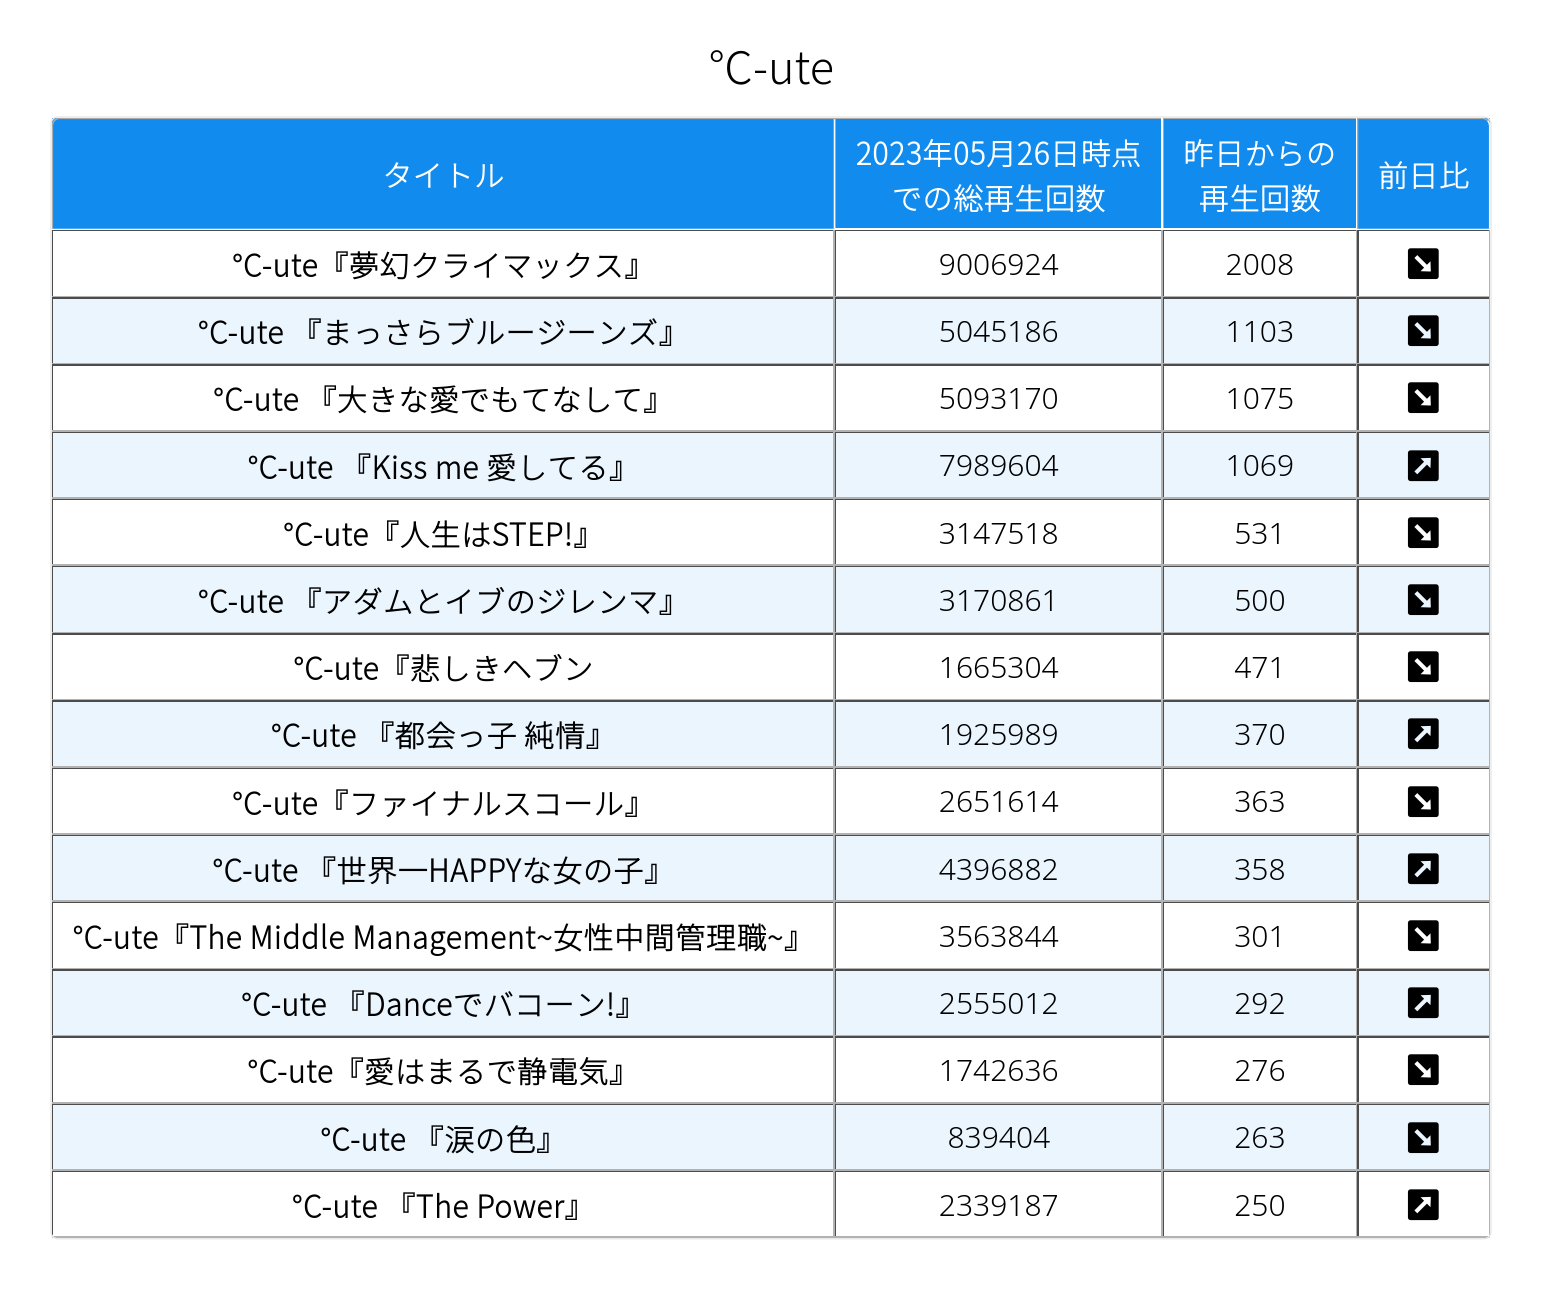 °C-ute
タイトル 2023年05月26日時点 昨日からの 前日比
での総再生回数 再生回数
°C-ute『夢幻クライマックス』 9006924 2008 ↘
°C-ute 『まっさらブルージーンズ』 5045186 1103 ↘
°C-ute 『大きな愛でもてなして』 5093170 1075 ↘
°C-ute 『Kiss me 愛してる』 7989604 1069 ↗
°C-ute『人生はSTEP!』 3147518 531 ↘
°C-ute 『アダムとイブのジレンマ』 3170861 500 ↘
°C-ute『悲しきヘブン 1665304 471 ↘
°C-ute 『都会っ子 純情』 1925989 370 ↗
°C-ute『ファイナルスコール』 2651614 363 ↘
°C-ute 『世界一HAPPYな女の子』 4396882 358 ↗
°C-ute『The Middle Management~女性中間管理職~』 3563844 301 ↘
°C-ute 『Danceでバコーン!』 2555012 292 ↗
°C-ute『愛はまるで静電気』 1742636 276 ↘
°C-ute 『涙の色』 839404 263 ↘
°C-ute 『The Power』 2339187 250 ↗